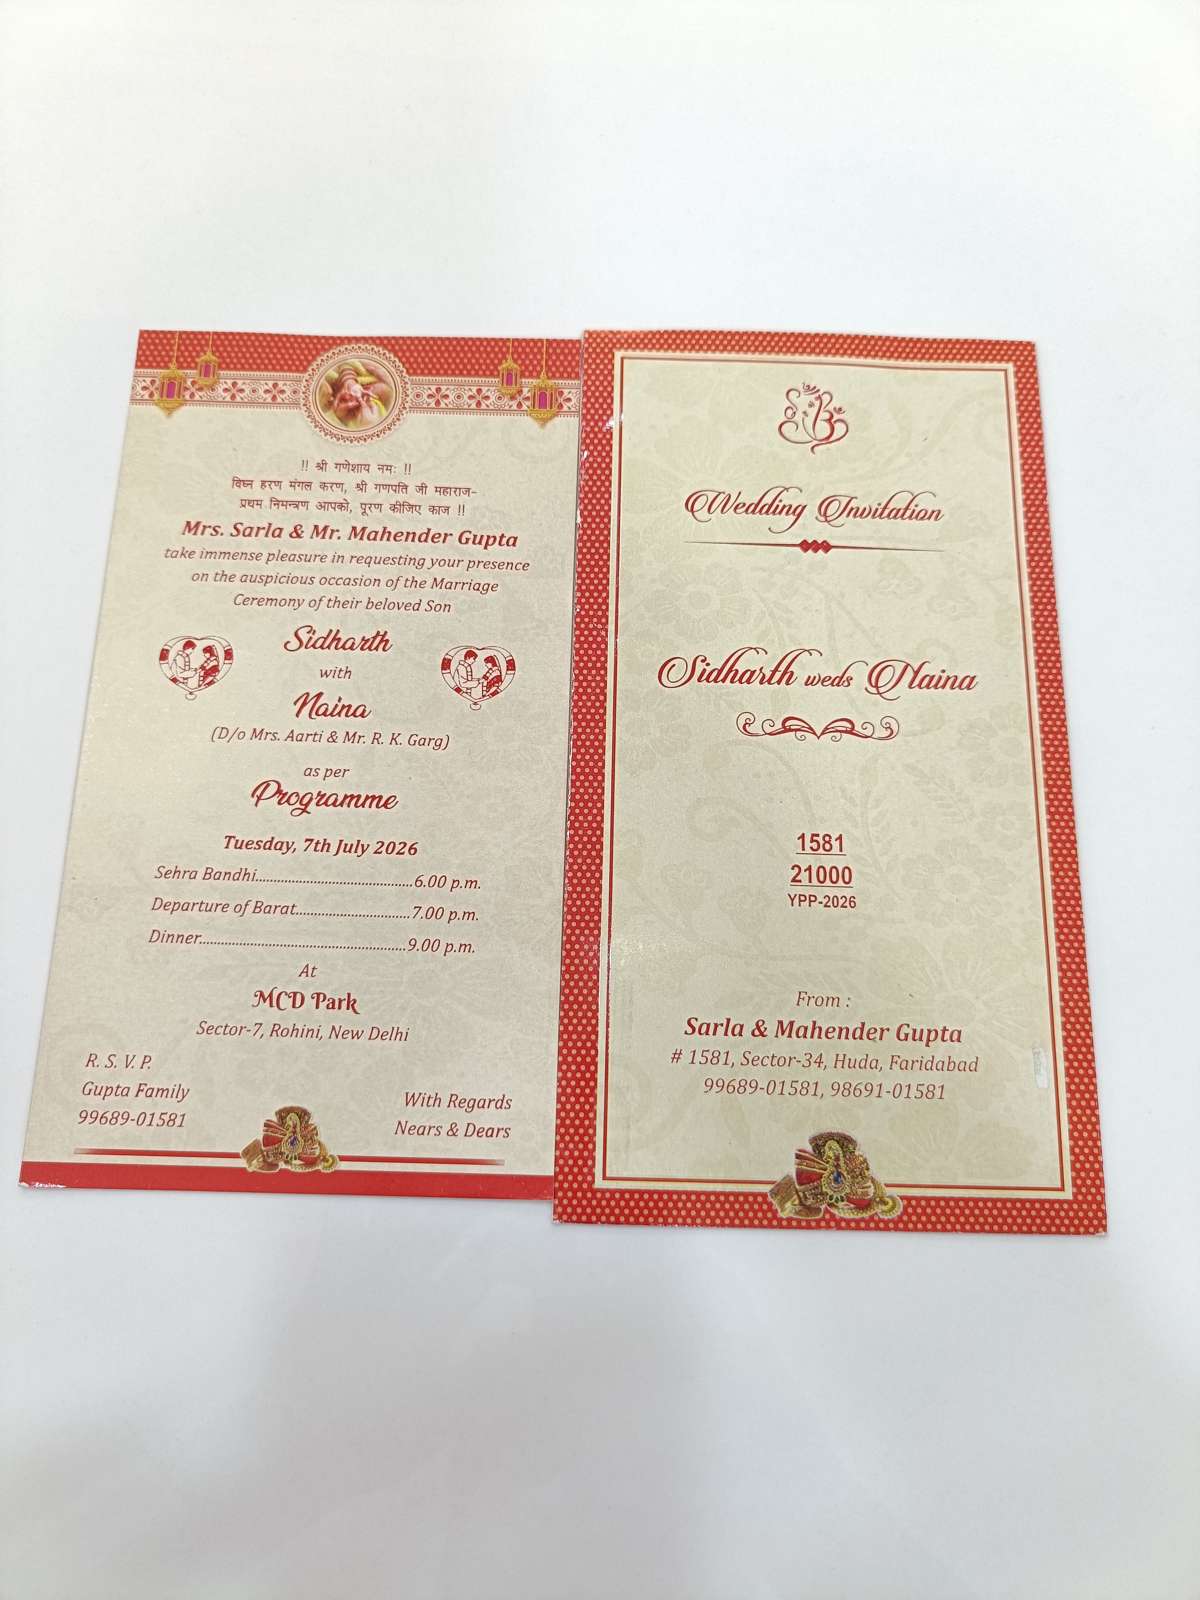 !! श्री गणेशाय नमः !!
विघ्न हरण मंगल करण, श्री गणपति जी महाराज-
प्रथम निमन्त्रण आपको, पूरण कीजिए काज !!
Mrs. Sarla & Mr. Mahender Gupta
take immense pleasure in requesting your presence
on the auspicious occasion of the Marriage
Ceremony of their beloved Son
Sidharth
with
Naina
(D/o Mrs. Aarti & Mr. R. K. Garg)
as per
Programme
Tuesday, 7th July 2026
Sehra Bandhi...........................................6.00 p.m.
Departure of Barat................................7.00 p.m.
Dinner.........................................................9.00 p.m.
At
MCD Park
Sector-7, Rohini, New Delhi
R. S. V. P.
Gupta Family
99689-01581
With Regards
Nears & Dears
SB
Wedding Invitation
Sidharth weds Naina
1581
21000
YPP-2026
From :
Sarla & Mahender Gupta
# 1581, Sector-34, Huda, Faridabad
99689-01581, 98691-01581